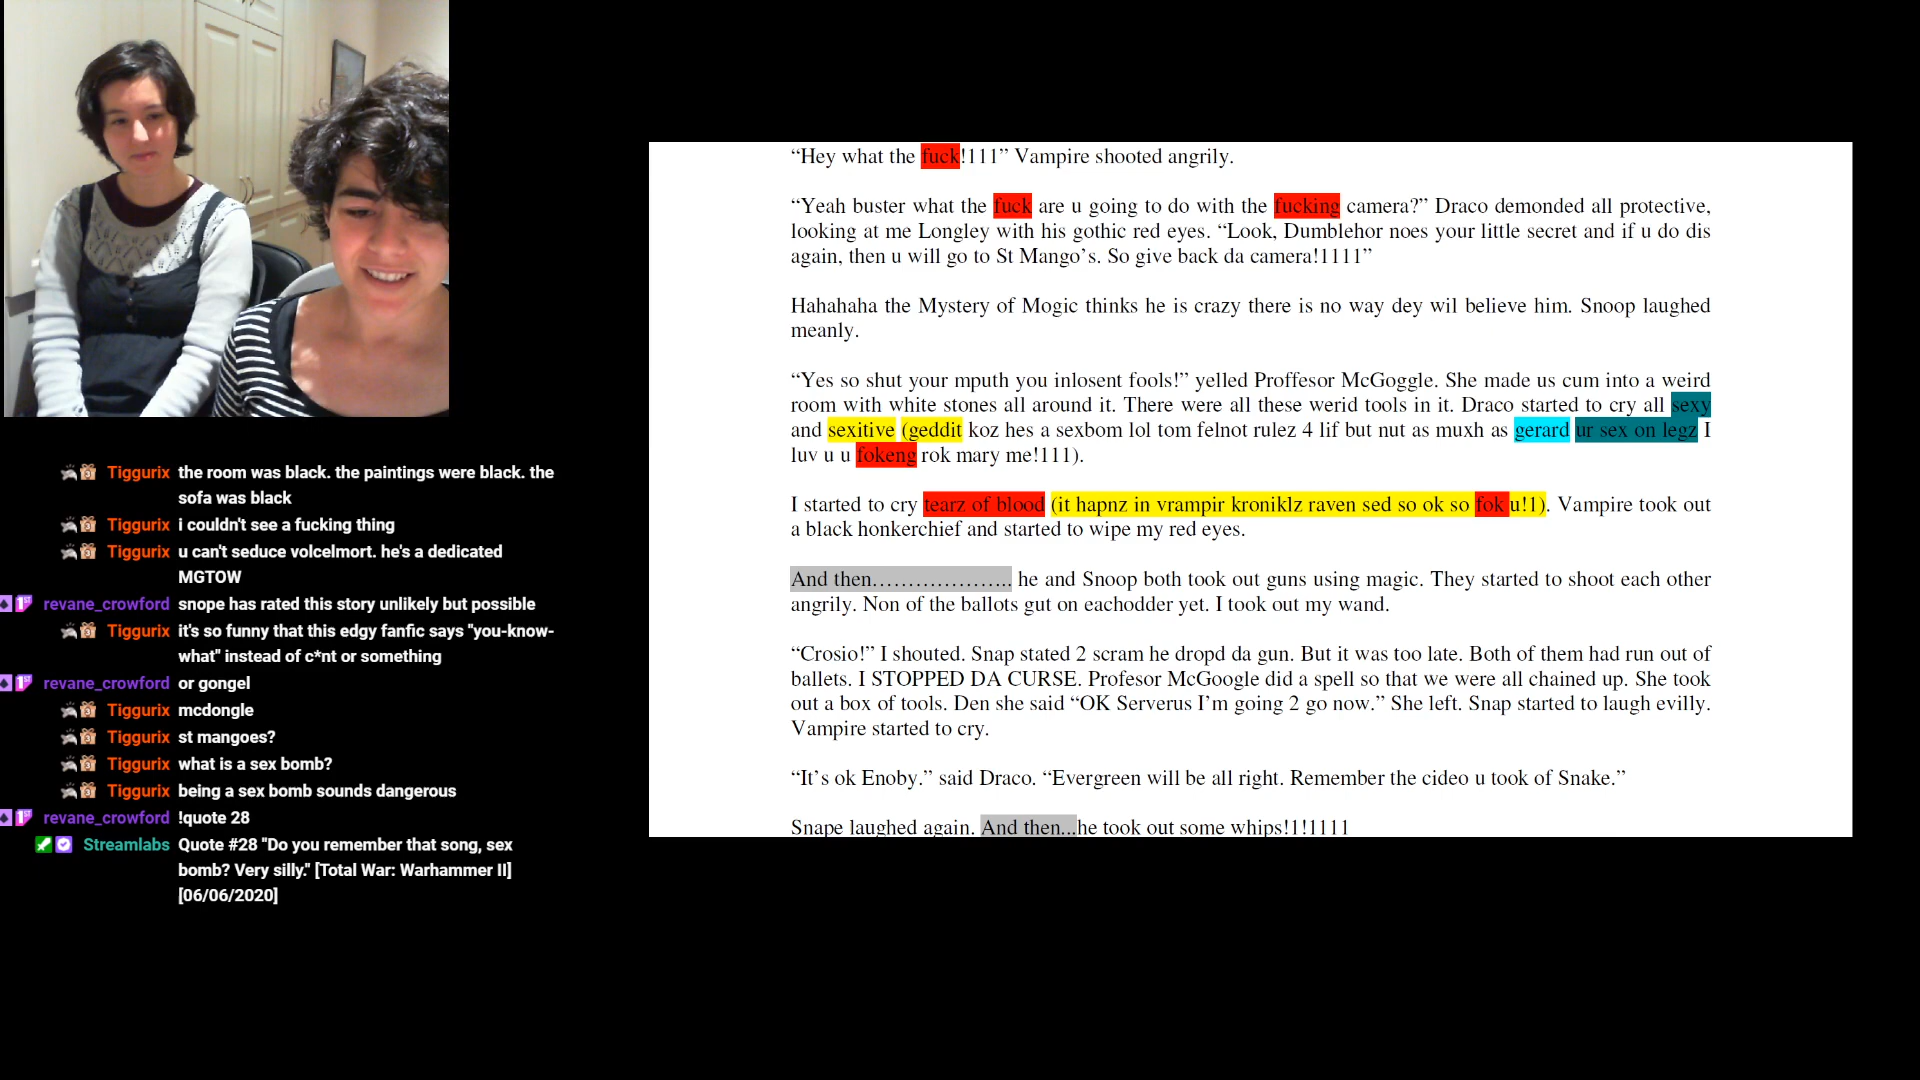 “Hey what the fuck!111” Vampire shooted angrily.
“Yeah buster what the fuck are u going to do with the fucking camera?” Draco demonded all protective,
looking at me Longley with his gothic red eyes. “Look, Dumblehor noes your little secret and if u do dis
again, then u will go to St Mango’s. So give back da camera!1111”
Hahahaha the Mystery of Mogic thinks he is crazy there is no way dey wil believe him. Snoop laughed
meanly.
“Yes so shut your mputh you inlosent fools!” yelled Proffesor McGoggle. She made us cum into a weird
room with white stones all around it. There were all these werid tools in it. Draco started to cry all sexy
and sexitive (geddit koz hes a sexbom lol tom felnot rulez 4 lif but nut as muxh as gerard ur sex on legz I
luv u u fokeng rok mary me!111).
I started to cry tearz of blood (it hapnz in vrampir kroniklz raven sed so ok so fok u!1). Vampire took out
a black honkerchief and started to wipe my red eyes.
And then……………….. he and Snoop both took out guns using magic. They started to shoot each other
angrily. Non of the ballots gut on eachodder yet. I took out my wand.
“Crosio!” I shouted. Snap stated 2 scram he dropd da gun. But it was too late. Both of them had run out of
ballets. I STOPPED DA CURSE. Profesor McGoogle did a spell so that we were all chained up. She took
out a box of tools. Den she said “OK Serverus I’m going 2 go now.” She left. Snap started to laugh evilly.
Vampire started to cry.
“It’s ok Enoby.” said Draco. “Evergreen will be all right. Remember the cideo u took of Snake.”
Snape laughed again. And then...he took out some whips!1!1111
Tiggurix the room was black. the paintings were black. the
sofa was black
Tiggurix i couldn't see a fucking thing
Tiggurix u can't seduce volcelmort. he's a dedicated
MGTOW
revane_crowford snope has rated this story unlikely but possible
Tiggurix it's so funny that this edgy fanfic says "you-know-
what" instead of c*nt or something
revane_crowford or gongel
Tiggurix mcdongle
Tiggurix st mangoes?
Tiggurix what is a sex bomb?
Tiggurix being a sex bomb sounds dangerous
revane_crowford !quote 28
Streamlabs Quote #28 "Do you remember that song, sex
bomb? Very silly." [Total War: Warhammer II]
[06/06/2020]